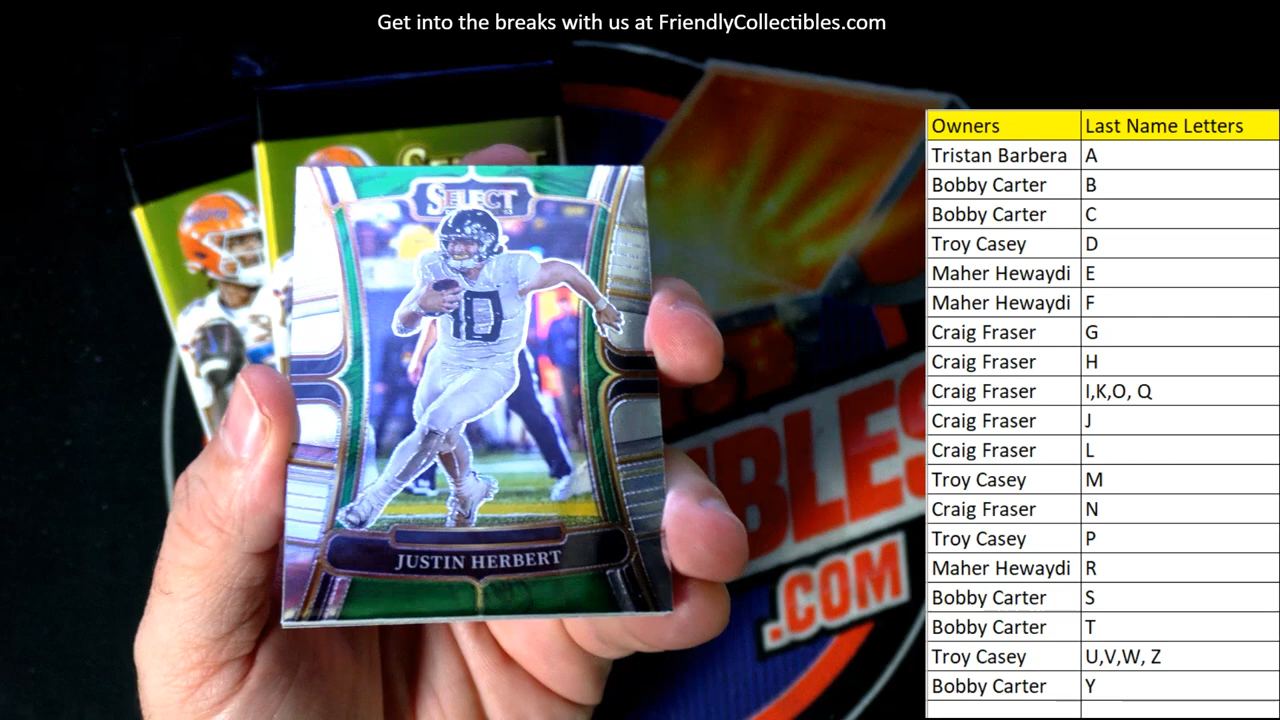 Get into the breaks with us at FriendlyCollectibles.com
SELECT
SELECT
10
JUSTIN HERBERT
IBLES
.COM
Owners Last Name Letters
Tristan Barbera A
Bobby Carter B
Bobby Carter C
Troy Casey D
Maher Hewaydi E
Maher Hewaydi F
Craig Fraser G
Craig Fraser H
Craig Fraser I,K,O, Q
Craig Fraser J
Craig Fraser L
Troy Casey M
Craig Fraser N
Troy Casey P
Maher Hewaydi R
Bobby Carter S
Bobby Carter T
Troy Casey U,V,W, Z
Bobby Carter Y